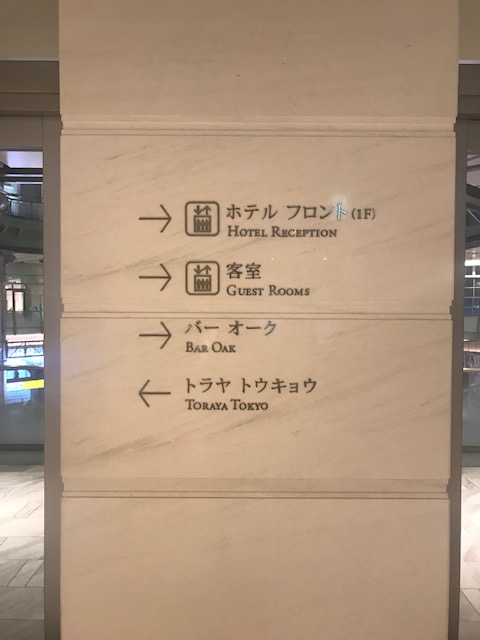 → ホテル フロント (1F)
HOTEL RECEPTION
→ 客室
GUEST ROOMS
→ バー オーク
BAR OAK
← トラヤ トウキョウ
TORAYA TOKYO